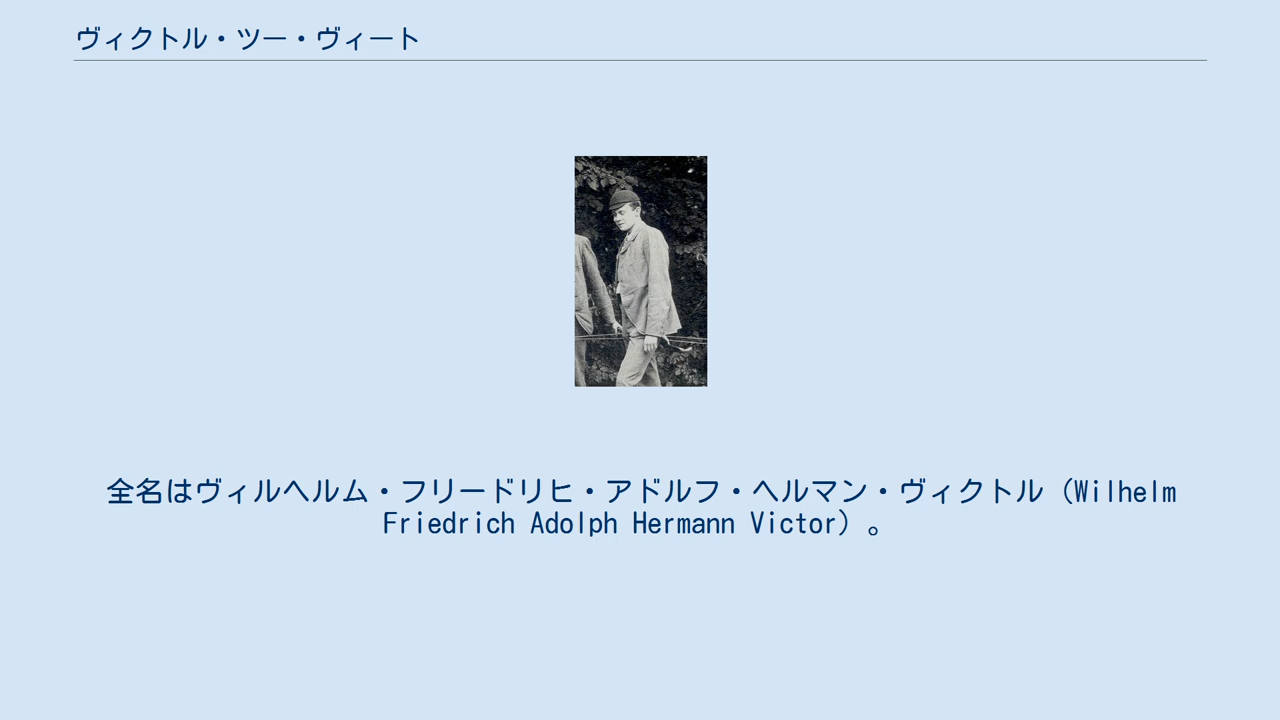 ヴィクトル・ツー・ヴィート
全名はヴィルヘルム・フリードリヒ・アドルフ・ヘルマン・ヴィクトル（Wilhelm
Friedrich Adolph Hermann Victor）。